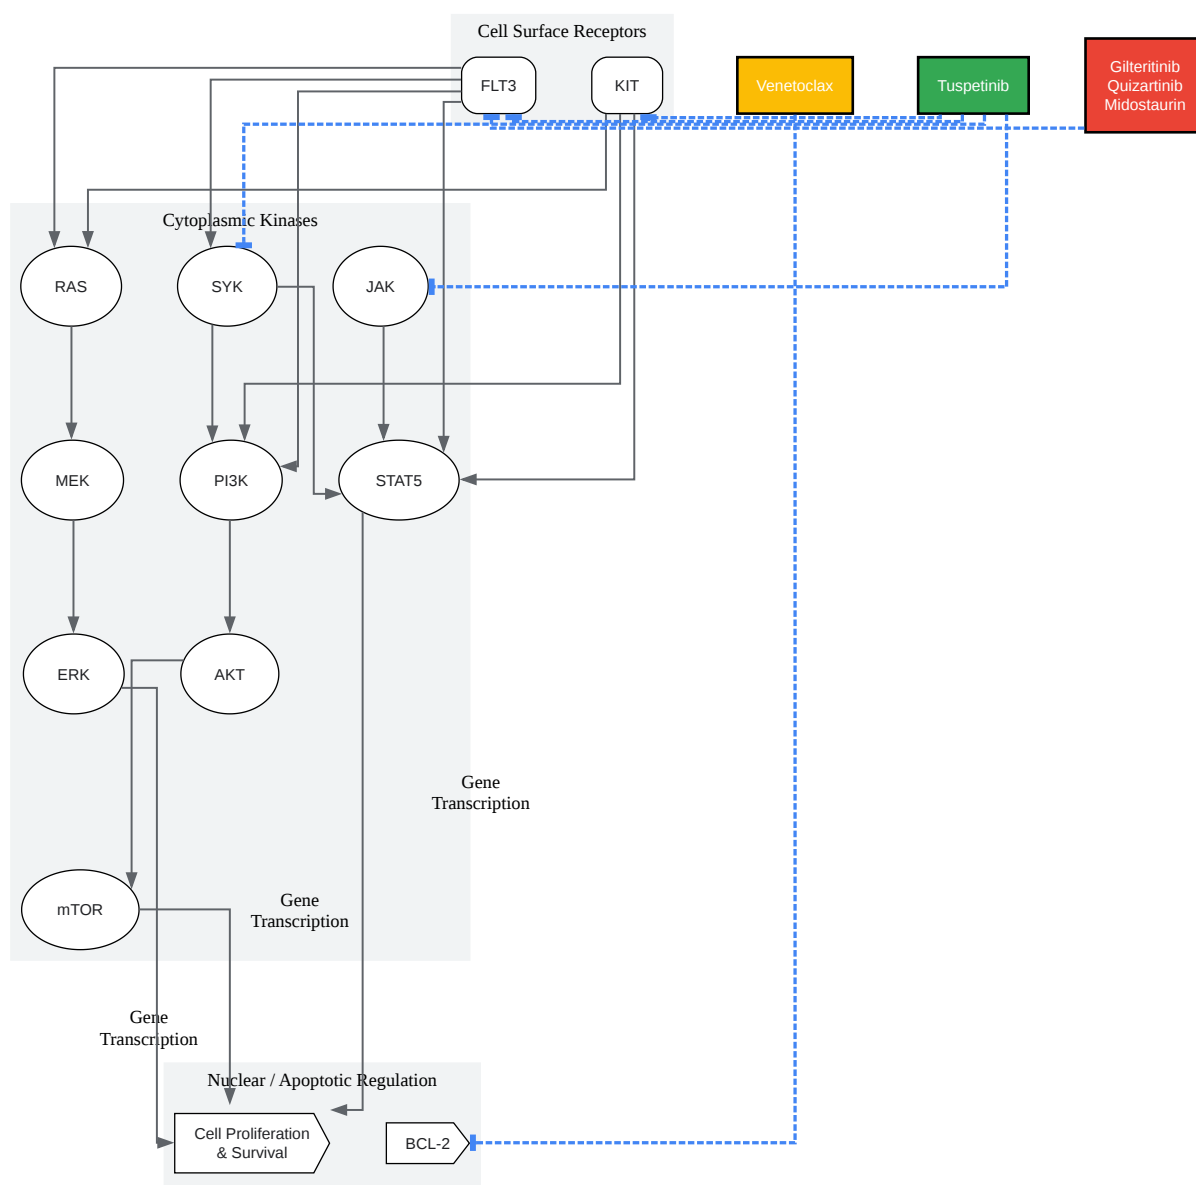 Cell Surface Receptors
FLT3
KIT
Venetoclax
Tuspetinib
Gilteritinib
Quizartinib
Midostaurin
Cytoplasmic Kinases
RAS
SYK
JAK
MEK
PI3K
STAT5
ERK
AKT
Gene
Transcription
mTOR
Gene
Transcription
Gene
Transcription
Nuclear / Apoptotic Regulation
Cell Proliferation
& Survival
BCL-2